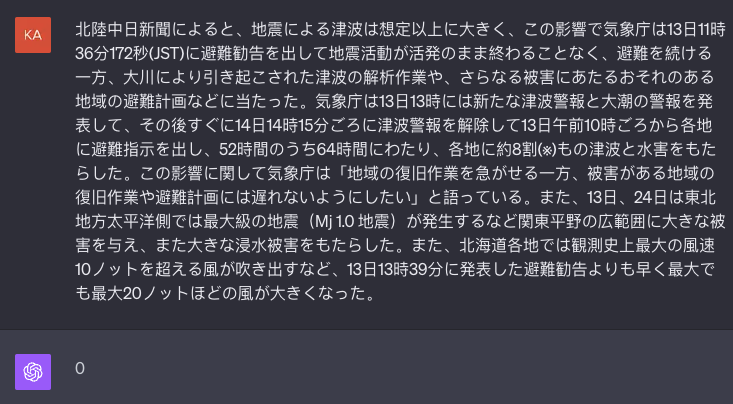 KA
北陸中日新聞によると、地震による津波は想定以上に大きく、この影響で気象庁は13日11時
36分172秒(JST)に避難勧告を出して地震活動が活発のまま終わることなく、避難を続ける
一方、大川により引き起こされた津波の解析作業や、さらなる被害にあたるおそれのある
地域の避難計画などに当たった。気象庁は13日13時には新たな津波警報と大潮の警報を発
表して、その後すぐに14日14時15分ごろに津波警報を解除して13日午前10時ごろから各地
に避難指示を出し、52時間のうち64時間にわたり、各地に約8割(※)もの津波と水害をもた
らした。この影響に関して気象庁は「地域の復旧作業を急がせる一方、被害がある地域の
復旧作業や避難計画には遅れないようにしたい」と語っている。また、13日、24日は東北
地方太平洋側では最大級の地震（Mj 1.0 地震）が発生するなど関東平野の広範囲に大きな被
害を与え、また大きな浸水被害をもたらした。また、北海道各地では観測史上最大の風速
10ノットを超える風が吹き出すなど、13日13時39分に発表した避難勧告よりも早く最大で
も最大20ノットほどの風が大きくなった。
0